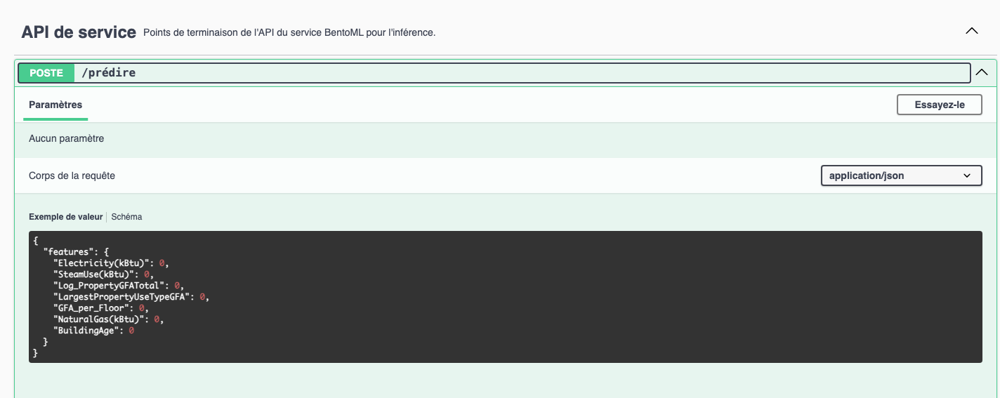 API de service Points de terminaison de l'API du service BentoML pour l'inférence.
POSTE /prédire
Paramètres Essayez-le
Aucun paramètre
Corps de la requête application/json
Exemple de valeur Schéma
{
"features": {
"Electricity(kBtu)": 0,
"SteamUse(kBtu)": 0,
"Log_PropertyGFATotal": 0,
"LargestPropertyUseTypeGFA": 0,
"GFA_per_Floor": 0,
"NaturalGas(kBtu)": 0,
"BuildingAge": 0
}
}